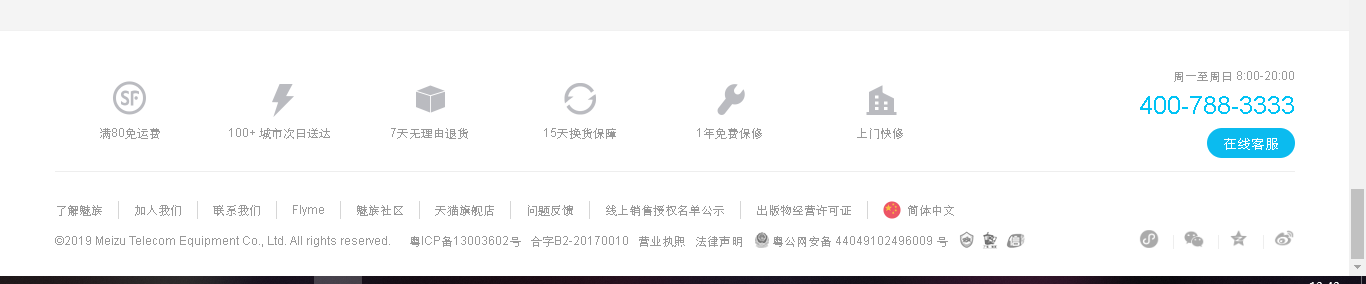 周一至周日 8:00-20:00
400-788-3333
在线客服
SF
满80免运费
100+ 城市次日送达
7天无理由退货
15天换货保障
1年免费保修
上门快修
了解魅族 加入我们 联系我们 Flyme 魅族社区 天猫旗舰店 问题反馈 线上销售授权名单公示 出版物经营许可证 简体中文
©2019 Meizu Telecom Equipment Co., Ltd. All rights reserved. 粤ICP备13003602号 合字B2-20170010 营业执照 法律声明 粤公网安备 44049102496009 号